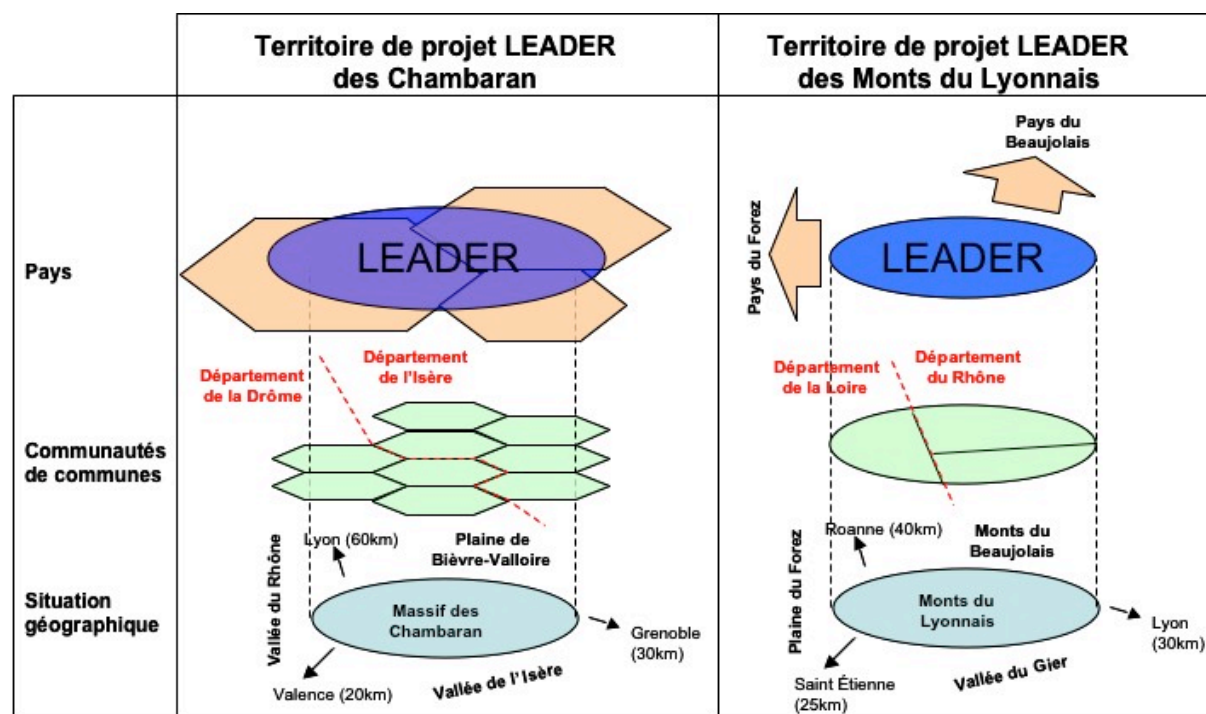 Territoire de projet LEADER
des Chambaran
Territoire de projet LEADER
des Monts du Lyonnais
Pays
LEADER
Pays du
Beaujolais
Pays du Forez
LEADER
Communautés
de communes
Département
de la Drôme
Département
de l'Isère
Département
de la Loire
Département
du Rhône
Situation
géographique
Vallée du Rhône
Lyon (60km)
Plaine de
Bièvre-Valloire
Massif des
Chambaran
Grenoble
(30km)
Valence (20km)
Vallée de l'Isère
Plaine du Forez
Roanne (40km)
Monts du
Beaujolais
Monts du
Lyonnais
Lyon
(30km)
Saint Étienne
(25km)
Vallée du Gier